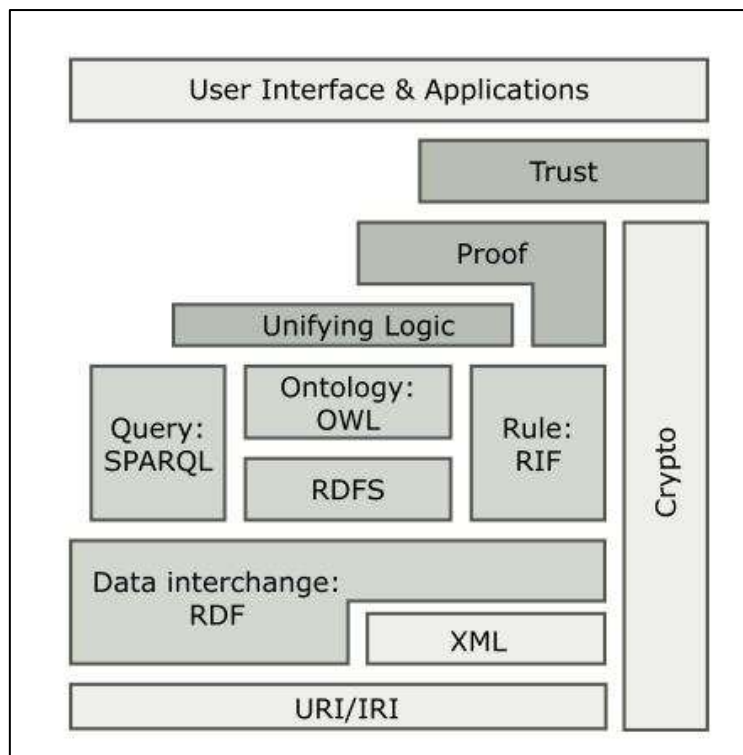 User Interface & Applications
Trust
Proof
Unifying Logic
Query:
SPARQL
Ontology:
OWL
RDFS
Rule:
RIF
Crypto
Data interchange:
RDF
XML
URI/IRI